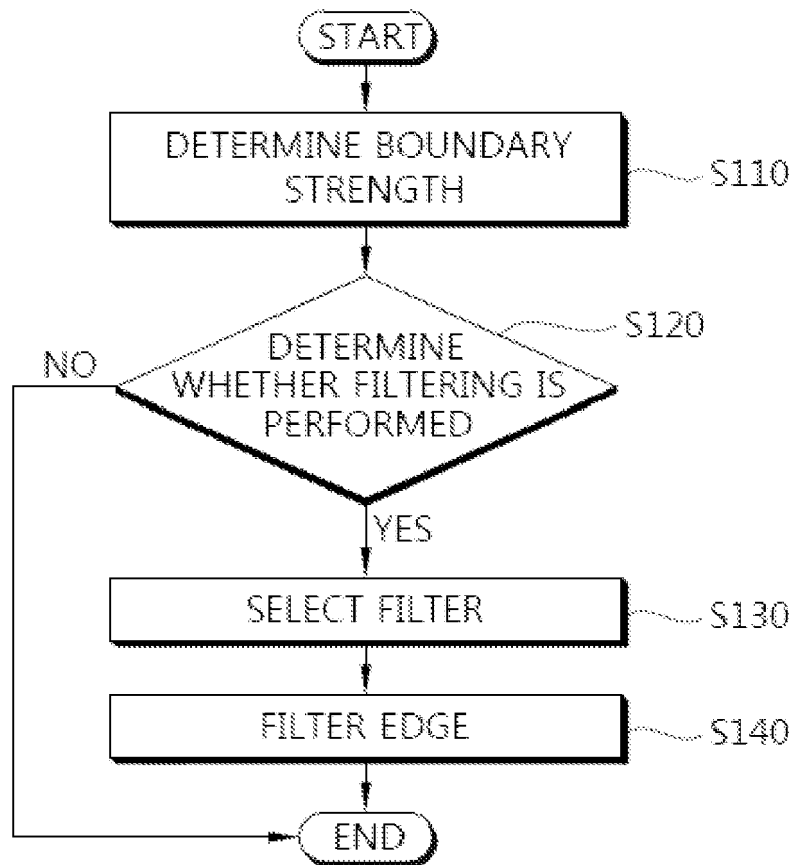 START
DETERMINE BOUNDARY
STRENGTH
S110
S120
DETERMINE
WHETHER FILTERING IS
PERFORMED
NO
YES
SELECT FILTER
S130
FILTER EDGE
S140
END